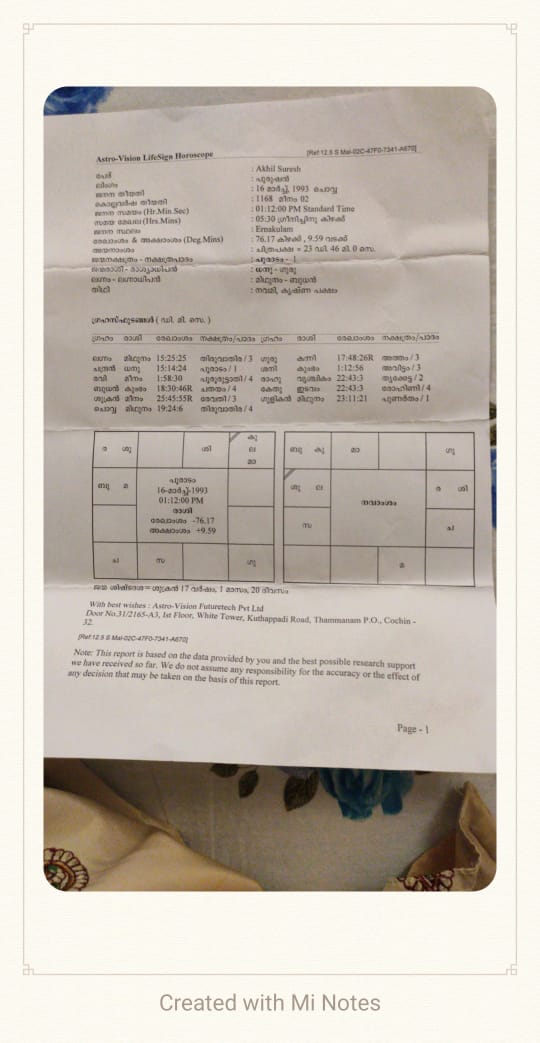 Astro-Vision LifeSign Horoscope
[Ref:12.5 S Mal-02C-47F0-7341-A670]
പേര് : Akhil Suresh
ലിംഗം : പുരുഷൻ
ജനന തീയതി : 16 മാർച്ച്, 1993 ചൊവ്വ
കൊല്ലവർഷ തീയതി : 1168 മീനം 02
ജനന സമയം (Hr.Min.Sec) : 01:12:00 PM Standard Time
സമയ മേഖല (Hrs.Mins) : 05:30 ഗ്രീനിച്ചിനു കിഴക്ക്
ജനന സ്ഥലം : Ernakulam
രേഖാംശം & അക്ഷാംശം (Deg.Mins) : 76.17 കിഴക്ക് , 9.59 വടക്ക്
അയനാംശം : ചിത്രപക്ഷ = 23 ഡി. 46 മി. 0 സെ.
ജന്മനക്ഷത്രം - നക്ഷത്രപാദം : പൂരാടം - 1
ജന്മരാശി - രാശ്യാധിപൻ : ധനു - ഗുരു
ലഗ്നം - ലഗ്നാധിപൻ : മിഥുനം - ബുധൻ
തിഥി : നവമി, കൃഷ്ണ പക്ഷം
ഗ്രഹസ്ഫുടങ്ങൾ ( ഡി. മി. സെ. )
ഗ്രഹം രാശി രേഖാംശം നക്ഷത്രം/പാദം ഗ്രഹം രാശി രേഖാംശം നക്ഷത്രം/പാദം
ലഗ്നം മിഥുനം 15:25:25 തിരുവാതിര / 3 ഗുരു കന്നി 17:48:26R അത്തം / 3
ചന്ദ്രൻ ധനു 15:14:24 പൂരാടം / 1 ശനി കുംഭം 1:12:56 അവിട്ടം / 3
രവി മീനം 1:58:30 പൂരുരുട്ടാതി / 4 രാഹു വൃശ്ചികം 22:43:3 തൃക്കേട്ട / 2
ബുധൻ കുംഭം 18:30:46R ചതയം / 4 കേതു ഇടവം 22:43:3 രോഹിണി / 4
ശുക്രൻ മീനം 25:45:55R രേവതി / 3 ഗുളികൻ മിഥുനം 23:11:21 പുണർതം / 1
ചൊവ്വ മിഥുനം 19:24:6 തിരുവാതിര / 4
ര ശു ശി കു
ല
മാ
ബു മ
പൂരാടം
16-മാർച്ച്-1993
01:12:00 PM
രാശി
രേഖാംശം -76.17
അക്ഷാംശം +9.59
ച സ ഗു
ബു കു മാ ഗു
ശു ല
നവാംശം
ര ശി
സ ച
മ
ജന്മ ശിഷ്ടദശ = ശുക്രൻ 17 വർഷം, 1 മാസം, 20 ദിവസം
With best wishes : Astro-Vision Futuretech Pvt Ltd
Door No.31/2165-A3, Ist Floor, White Tower, Kuthappadi Road, Thammanam P.O., Cochin -
32.
[Ref:12.5 S Mal-02C-47F0-7341-A670]
Note: This report is based on the data provided by you and the best possible research support
we have received so far. We do not assume any responsibility for the accuracy or the effect of
any decision that may be taken on the basis of this report.
Page - 1
Created with Mi Notes